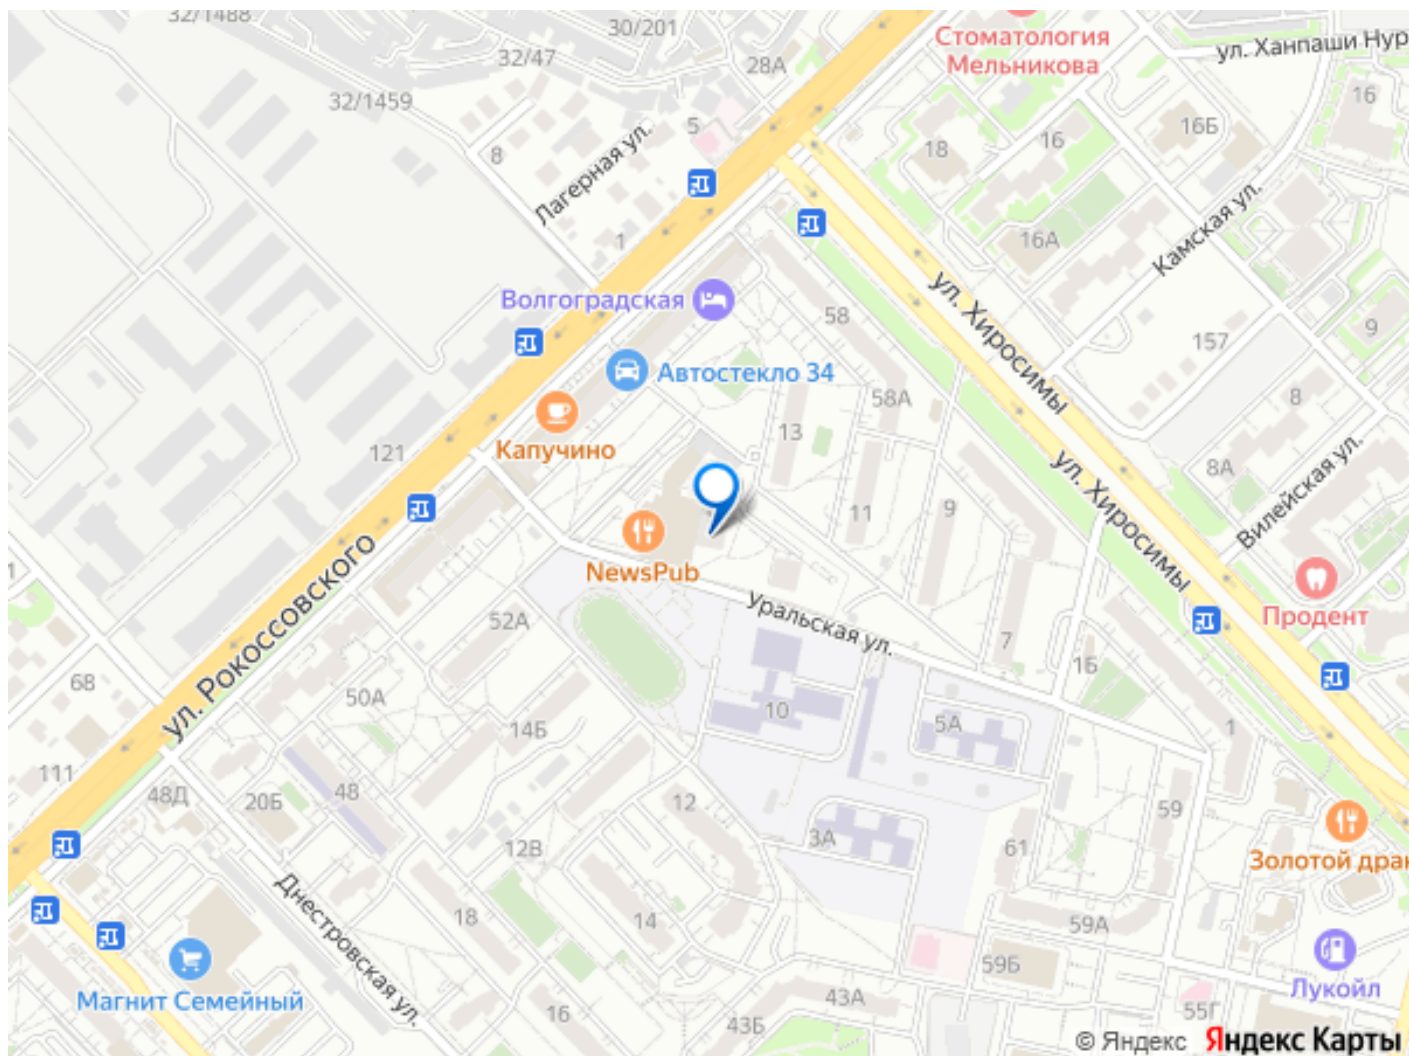 32/1488
30/201
Стоматология
Мельникова
ул. Ханпаши Нур
32/47
28А
32/1459
16
5
16Б
16
8
18
Лагерная ул.
Камская ул.
1
16А
Волгоградская
ул. Хиросимы
58
9
157
Автостекло 34
58А
8
Капучино
13
121
8А
Вилейская ул.
ул. Хиросимы
9
11
NewsPub
ул. Рокоссовского
1
Продент
Уральская ул.
52А
7
1Б
68
50А
10
5А
14Б
1
111
48Д
20Б
48
12
59
3А
61
12В
Золотой драк
Днестровская ул.
18
14
59А
59Б
Магнит Семейный
Лукойл
43А
16
43Б
55Г
© Яндекс Яндекс Карты